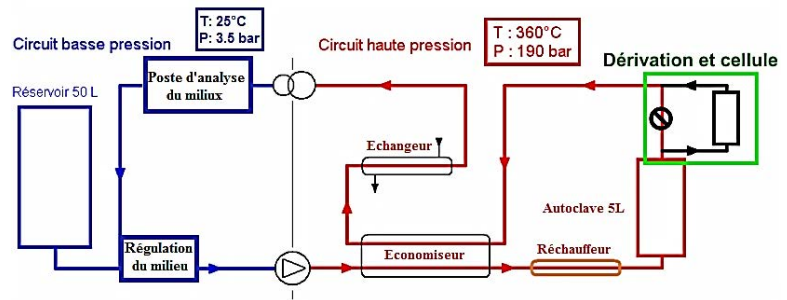 T: 25°C
P: 3.5 bar
Circuit basse pression
Circuit haute pression
T : 360°C
P : 190 bar
Dérivation et cellule
Réservoir 50 L
Poste d'analyse
du miliux
Echangeur
Autoclave 5L
Régulation
du milieu
Economiseur
Réchauffeur